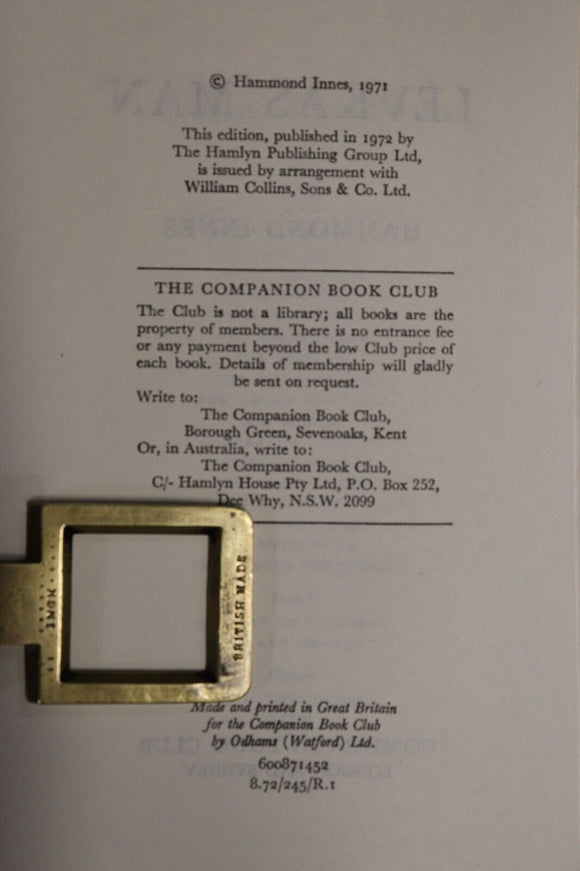 © Hammond Innes, 1971
This edition, published in 1972 by
The Hamlyn Publishing Group Ltd,
is issued by arrangement with
William Collins, Sons & Co. Ltd.
HAMMOND INNES
THE COMPANION BOOK CLUB
The Club is not a library; all books are the
property of members. There is no entrance fee
or any payment beyond the low Club price of
each book. Details of membership will gladly
be sent on request.
Write to:
The Companion Book Club,
Borough Green, Sevenoaks, Kent
Or, in Australia, write to:
The Companion Book Club,
C/- Hamlyn House Pty Ltd, P.O. Box 252,
Dee Why, N.S.W. 2099
BRITISH MADE
Made and printed in Great Britain
for the Companion Book Club
by Odhams (Watford) Ltd.
600871452
8.72/245/R.1